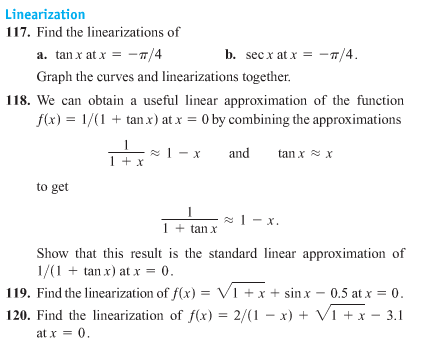 Linearization
117. Find the linearizations of
a. tan x at x = −π/4 b. sec x at x = −π/4.
Graph the curves and linearizations together.
118. We can obtain a useful linear approximation of the function
f(x) = 1/(1 + tan x) at x = 0 by combining the approximations
1/(1 + x) ≈ 1 − x and tan x ≈ x
to get
1/(1 + tan x) ≈ 1 − x.
Show that this result is the standard linear approximation of
1/(1 + tan x) at x = 0.
119. Find the linearization of f(x) = √(1 + x) + sin x − 0.5 at x = 0.
120. Find the linearization of f(x) = 2/(1 − x) + √(1 + x) − 3.1
at x = 0.